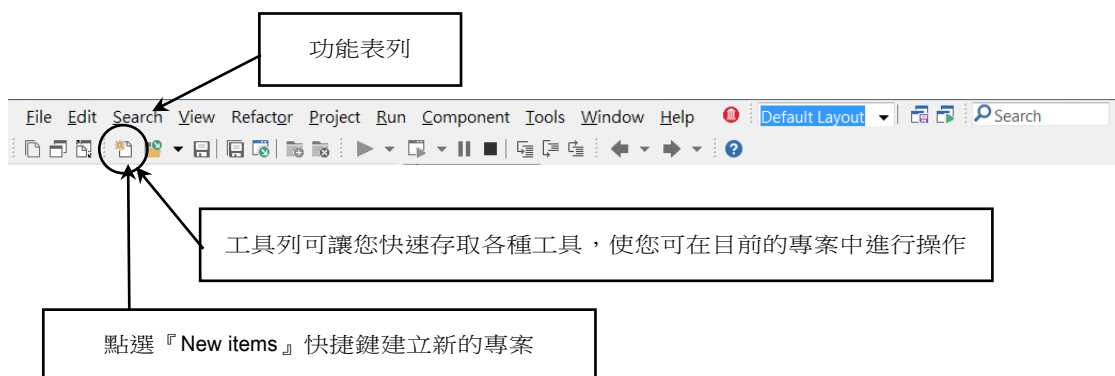 功能表列
File Edit Search View Refactor Project Run Component Tools Window Help Default Layout Search
工具列可讓您快速存取各種工具，使您可在目前的專案中進行操作
點選『New items』快捷鍵建立新的專案